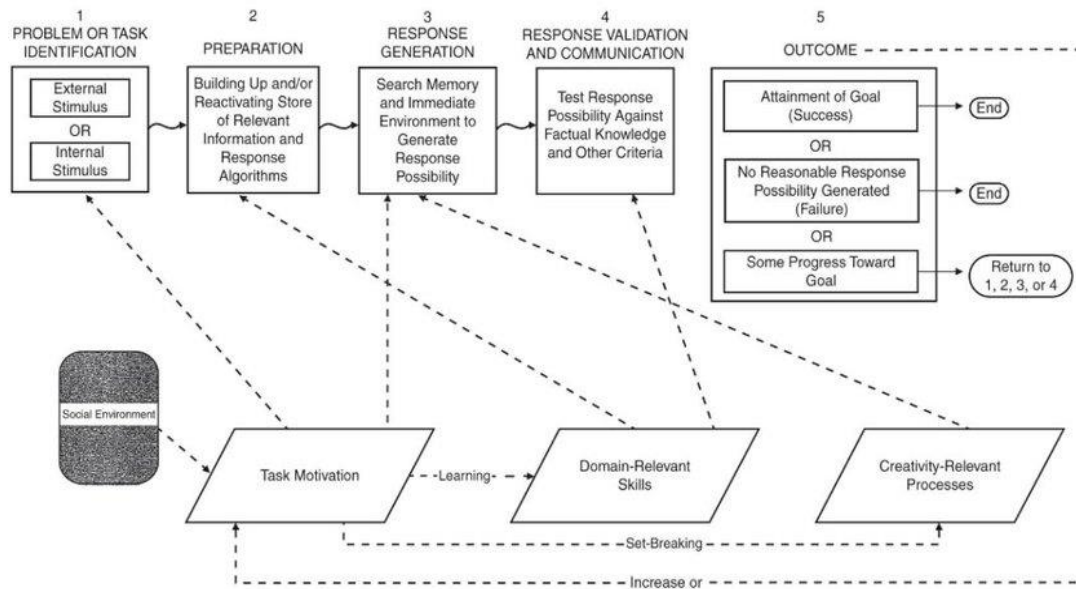 1
PROBLEM OR TASK
IDENTIFICATION
External
Stimulus
OR
Internal
Stimulus
2
PREPARATION
Building Up and/or
Reactivating Store
of Relevant
Information and
Response
Algorithms
3
RESPONSE
GENERATION
Search Memory
and Immediate
Environment to
Generate
Response
Possibility
4
RESPONSE VALIDATION
AND COMMUNICATION
Test Response
Possibility Against
Factual Knowledge
and Other Criteria
5
OUTCOME
Attainment of Goal
(Success)
End
OR
No Reasonable Response
Possibility Generated
(Failure)
End
OR
Some Progress Toward
Goal
Return to
1, 2, 3, or 4
Social Environment
Task Motivation
Learning
Domain-Relevant
Skills
Creativity-Relevant
Processes
Set-Breaking
Increase or